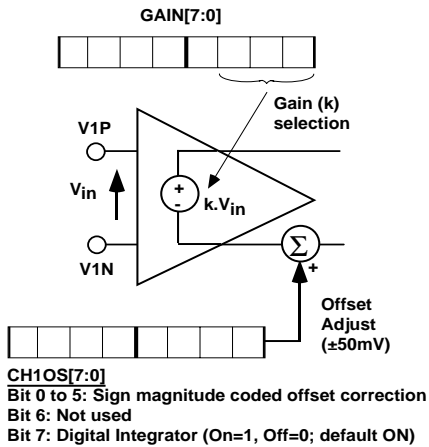 GAIN[7:0]
Gain (k)
selection
V1P
Vin
+
-
k.Vin
V1N
Σ
+
Offset
Adjust
(±50mV)
CH1OS[7:0]
Bit 0 to 5: Sign magnitude coded offset correction
Bit 6: Not used
Bit 7: Digital Integrator (On=1, Off=0; default ON)